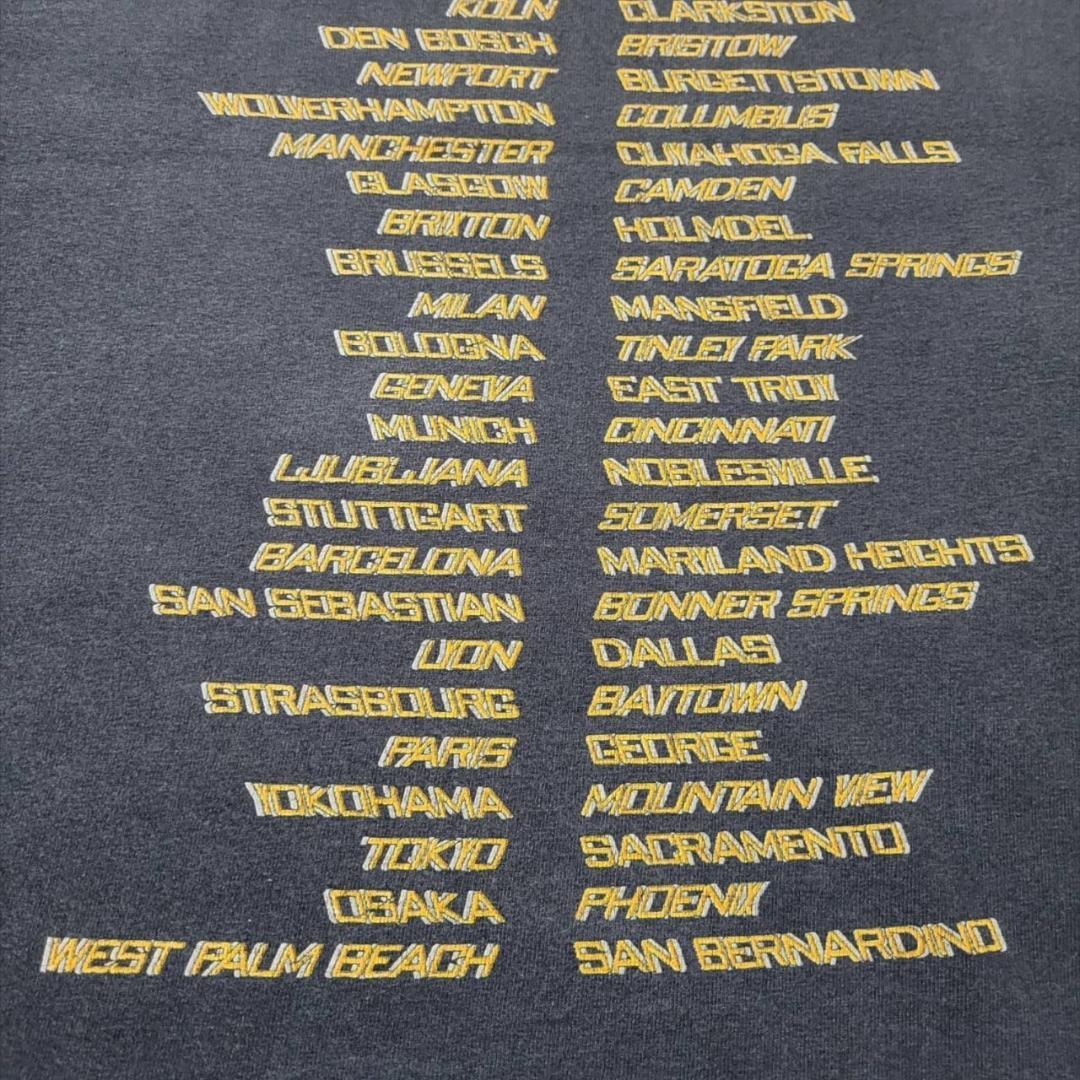 KÖLN
DEN BOSCH
NEWPORT
WOLVERHAMPTON
MANCHESTER
GLASGOW
BRIXTON
BRUSSELS
MILAN
BOLOGNA
GENEVA
MUNICH
LJUBLJANA
STUTTGART
BARCELONA
SAN SEBASTIAN
LYON
STRASBOURG
PARIS
YOKOHAMA
TOKYO
OSAKA
WEST PALM BEACH
CLARKSTON
BRISTOW
BURGETTSTOWN
COLUMBUS
CUYAHOGA FALLS
CAMDEN
HOLMDEL
SARATOGA SPRINGS
MANSFIELD
TINLEY PARK
EAST TROY
CINCINNATI
NOBLESVILLE
SOMERSET
MARYLAND HEIGHTS
BONNER SPRINGS
DALLAS
BAYTOWN
GEORGE
MOUNTAIN VIEW
SACRAMENTO
PHOENIX
SAN BERNARDINO